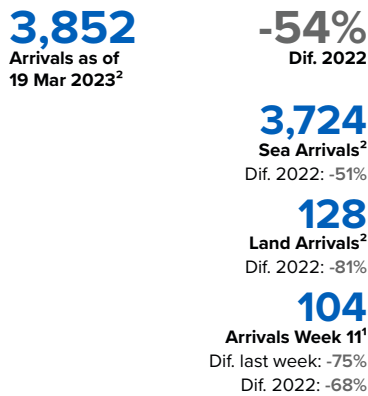 3,852
Arrivals as of
19 Mar 2023²
-54%
Dif. 2022
3,724
Sea Arrivals²
Dif. 2022: -51%
128
Land Arrivals²
Dif. 2022: -81%
104
Arrivals Week 11¹
Dif. last week: -75%
Dif. 2022: -68%